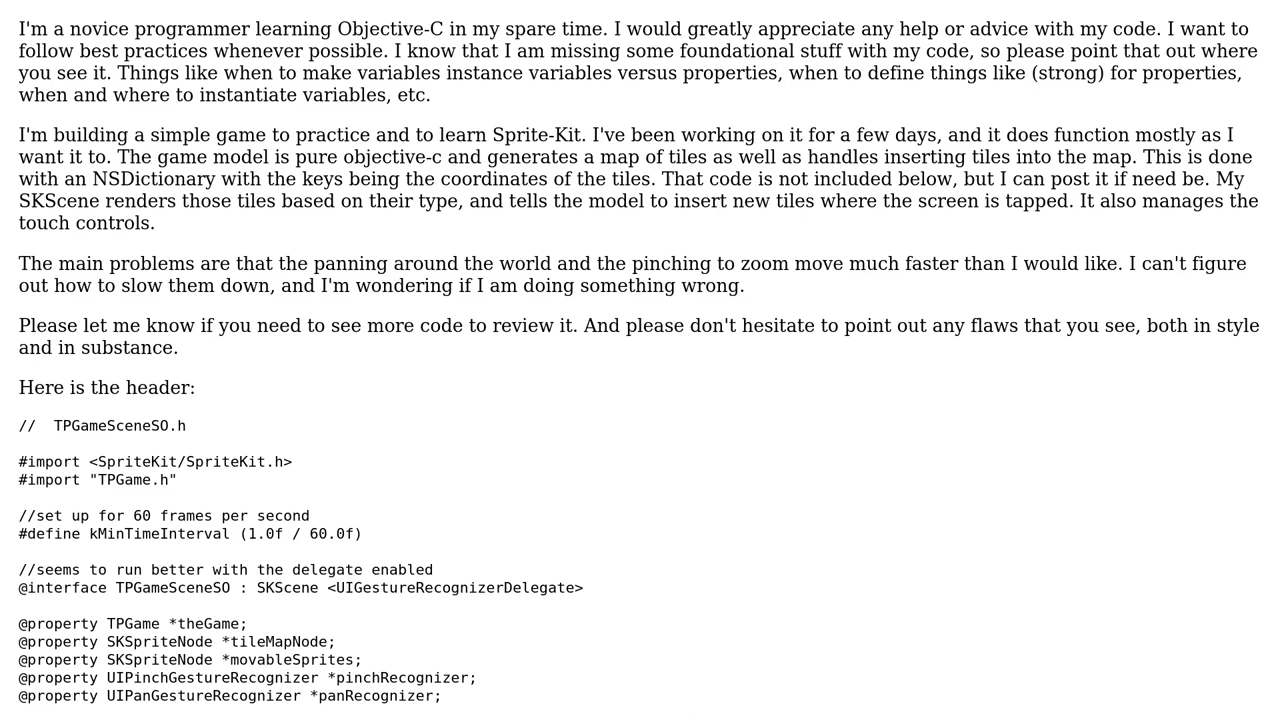 I'm a novice programmer learning Objective-C in my spare time. I would greatly appreciate any help or advice with my code. I want to
follow best practices whenever possible. I know that I am missing some foundational stuff with my code, so please point that out where
you see it. Things like when to make variables instance variables versus properties, when to define things like (strong) for properties,
when and where to instantiate variables, etc.
I'm building a simple game to practice and to learn Sprite-Kit. I've been working on it for a few days, and it does function mostly as I
want it to. The game model is pure objective-c and generates a map of tiles as well as handles inserting tiles into the map. This is done
with an NSDictionary with the keys being the coordinates of the tiles. That code is not included below, but I can post it if need be. My
SKScene renders those tiles based on their type, and tells the model to insert new tiles where the screen is tapped. It also manages the
touch controls.
The main problems are that the panning around the world and the pinching to zoom move much faster than I would like. I can't figure
out how to slow them down, and I'm wondering if I am doing something wrong.
Please let me know if you need to see more code to review it. And please don't hesitate to point out any flaws that you see, both in style
and in substance.
Here is the header:
//  TPGameSceneSO.h
#import <SpriteKit/SpriteKit.h>
#import "TPGame.h"
//set up for 60 frames per second
#define kMinTimeInterval (1.0f / 60.0f)
//seems to run better with the delegate enabled
@interface TPGameSceneSO : SKScene <UIGestureRecognizerDelegate>
@property TPGame *theGame;
@property SKSpriteNode *tileMapNode;
@property SKSpriteNode *movableSprites;
@property UIPinchGestureRecognizer *pinchRecognizer;
@property UIPanGestureRecognizer *panRecognizer;